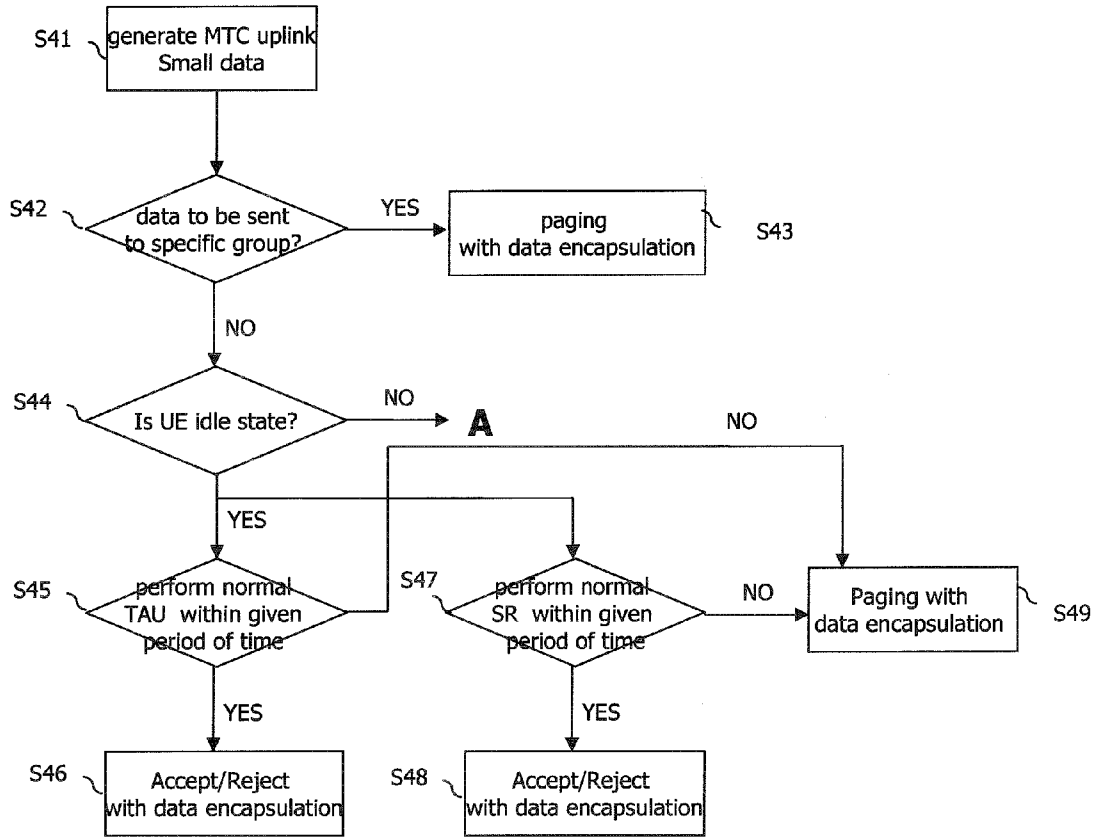 S41
generate MTC uplink
Small data
S42
data to be sent
to specific group?
YES
paging
with data encapsulation
S43
NO
S44
Is UE idle state?
NO
A
NO
YES
S45
perform normal
TAU within given
period of time
S47
perform normal
SR within given
period of time
NO
Paging with
data encapsulation
S49
YES
YES
S46
Accept/Reject
with data encapsulation
S48
Accept/Reject
with data encapsulation